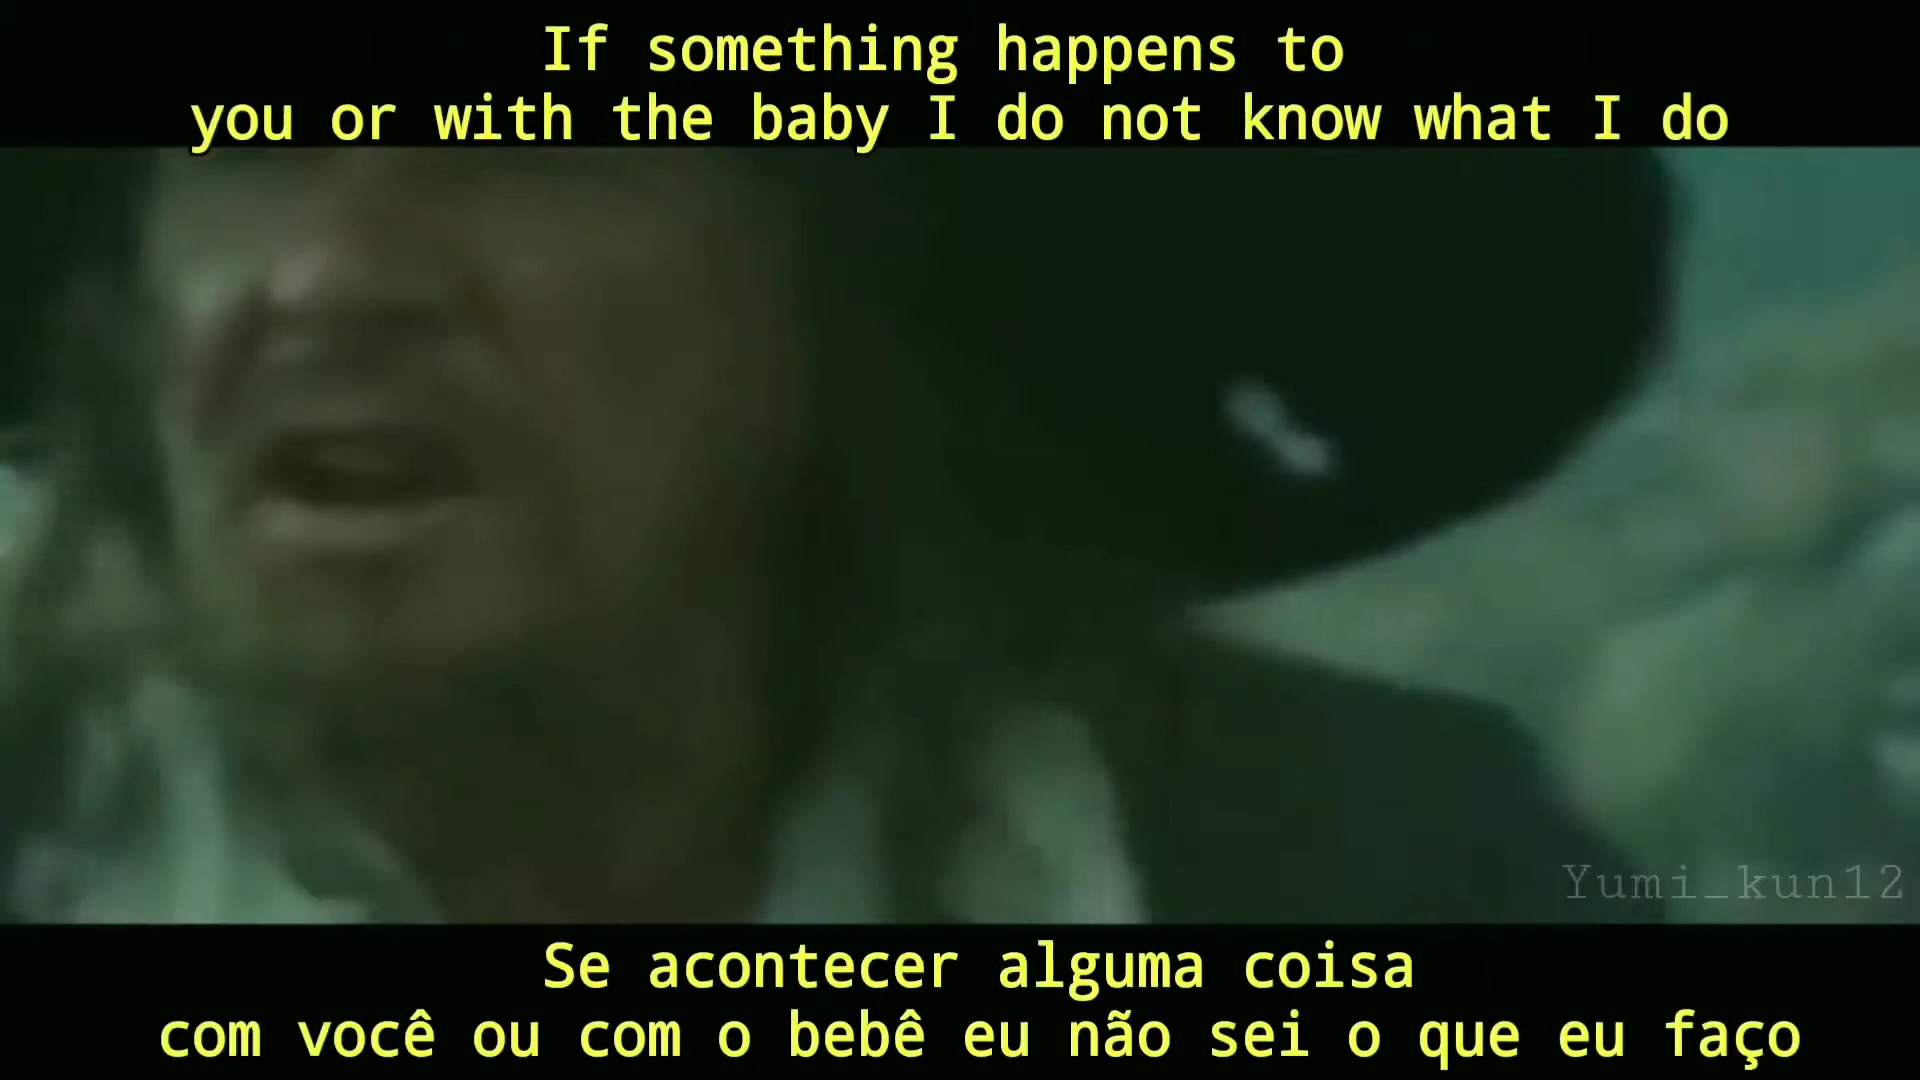 If something happens to
you or with the baby I do not know what I do
Yumi_kun12
Se acontecer alguma coisa
com você ou com o bebê eu não sei o que eu faço